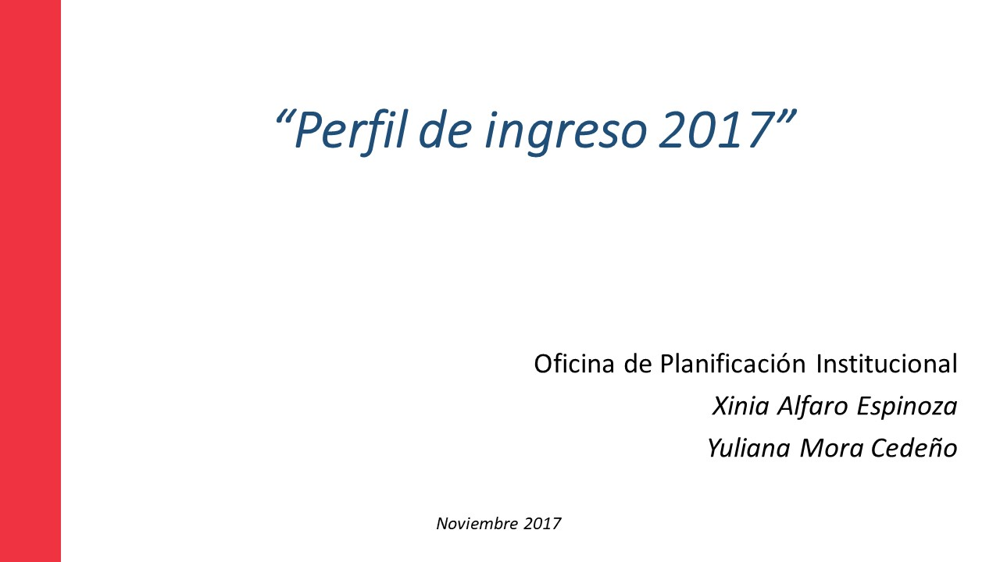 “Perfil de ingreso 2017”
Oficina de Planificación Institucional
Xinia Alfaro Espinoza
Yuliana Mora Cedeño
Noviembre 2017